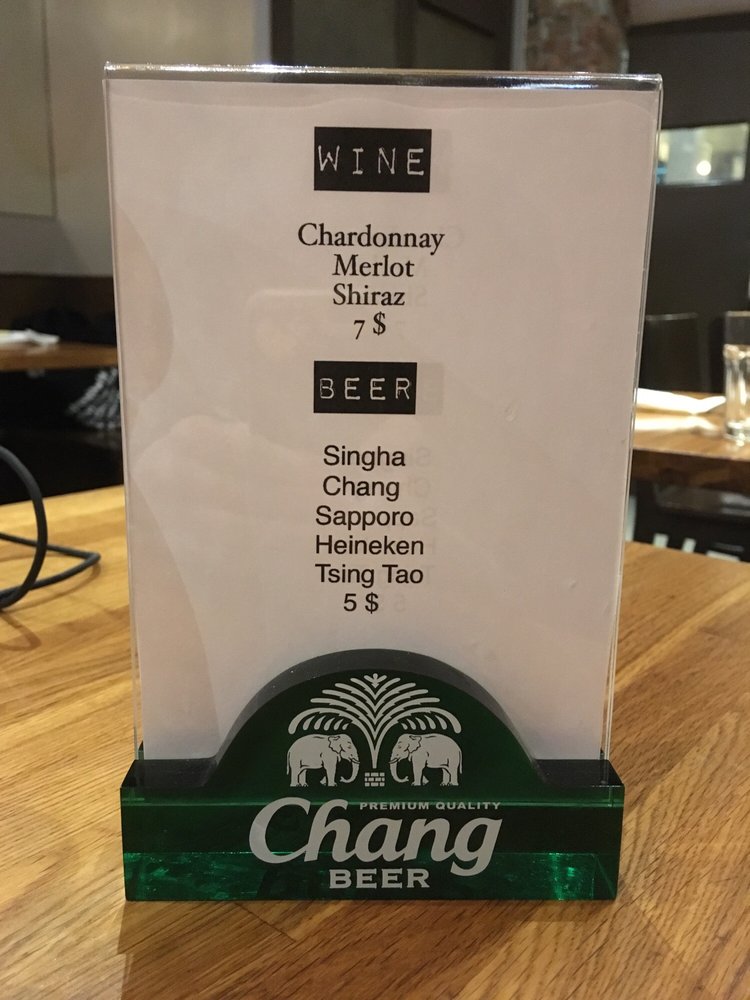 WINE
Chardonnay
Merlot
Shiraz
7 $
BEER
Singha
Chang
Sapporo
Heineken
Tsing Tao
5 $
PREMIUM QUALITY
Chang
BEER